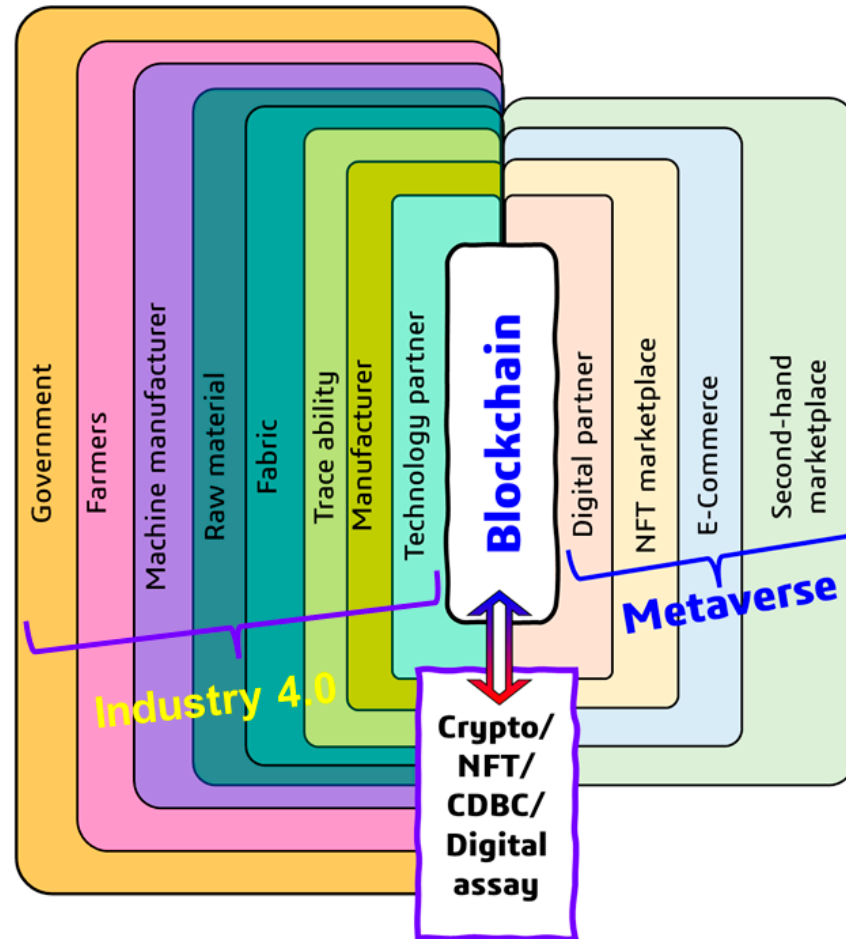 Government
Farmers
Machine manufacturer
Raw material
Fabric
Trace ability
Manufacturer
Technology partner
Blockchain
Digital partner
NFT marketplace
E-Commerce
Second-hand
marketplace
Industry 4.0
Metaverse
Crypto/
NFT/
CDBC/
Digital
assay